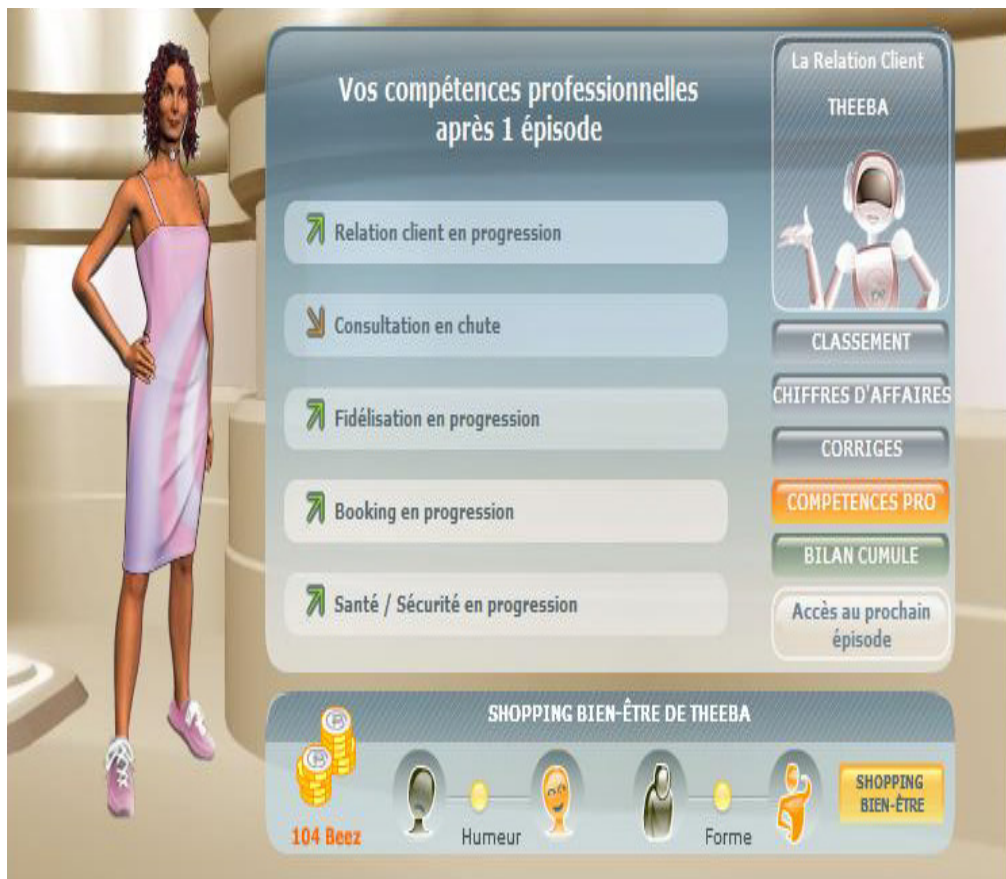 Vos compétences professionnelles
après 1 épisode
Relation client en progression
Consultation en chute
Fidélisation en progression
Booking en progression
Santé / Sécurité en progression
La Relation Client
THEEBA
CLASSEMENT
CHIFFRES D'AFFAIRES
CORRIGES
COMPETENCES PRO
BILAN CUMULE
Accès au prochain
épisode
SHOPPING BIEN-ÊTRE DE THEEBA
104 Beez
Humeur
Forme
SHOPPING
BIEN-ÊTRE